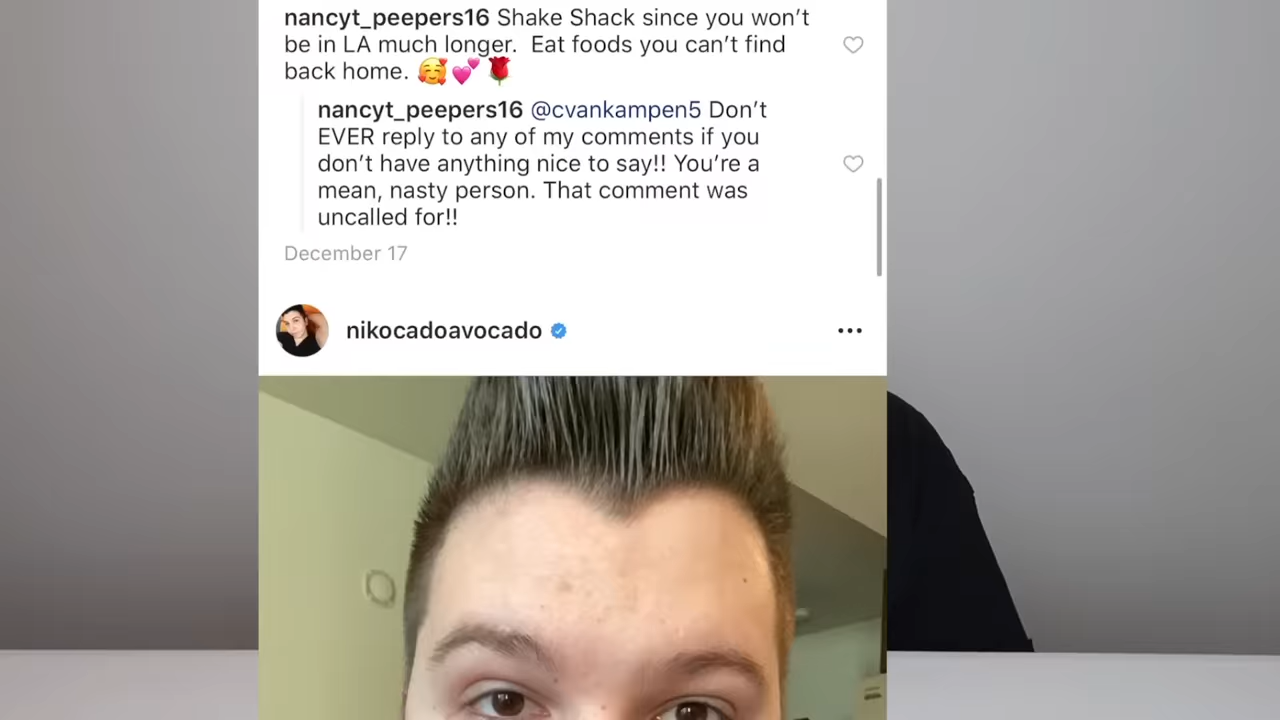 nancyt_peepers16 Shake Shack since you won't
be in LA much longer.  Eat foods you can't find
back home. 🥰💕🌹
nancyt_peepers16 @cvankampen5 Don't
EVER reply to any of my comments if you
don't have anything nice to say!! You're a
mean, nasty person. That comment was
uncalled for!!
December 17
nikocadoavocado